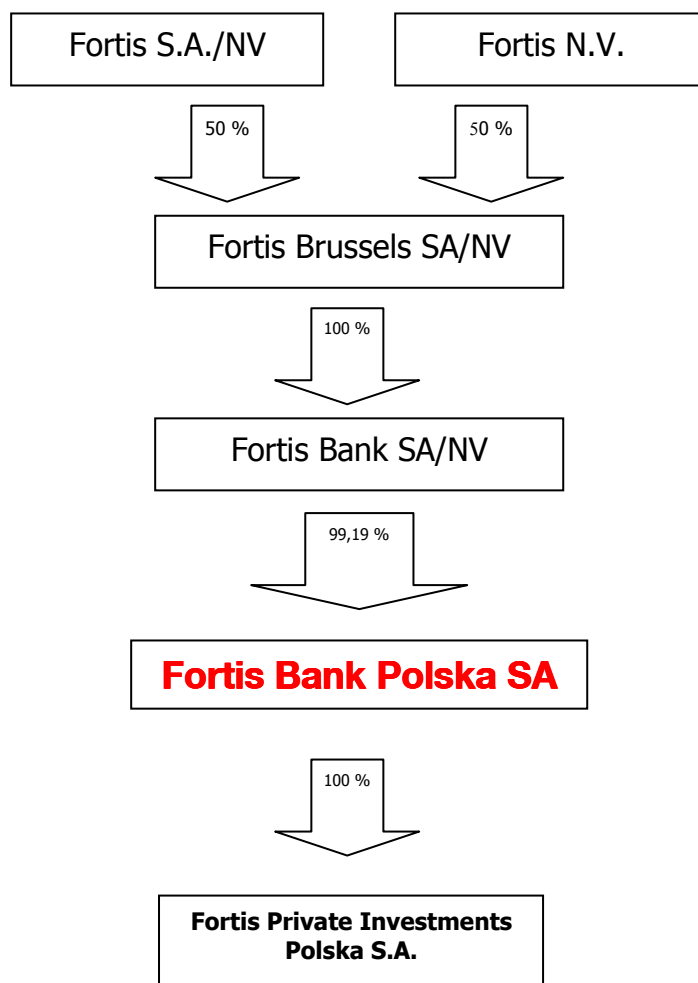 Fortis S.A./NV
Fortis N.V.
50 %
50 %
Fortis Brussels SA/NV
100 %
Fortis Bank SA/NV
99,19 %
Fortis Bank Polska SA
100 %
Fortis Private Investments
Polska S.A.